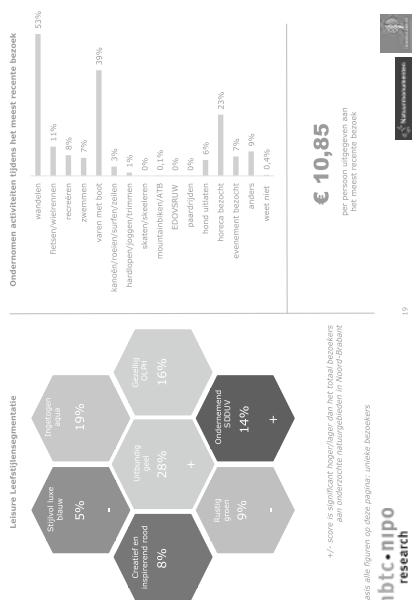 Leisure Leefstijlensegmentatie
Stijlvol luxe
blauw
5%
-
Ingetogen
aqua
19%
Creatief en
inspirerend rood
8%
Uitbundig
geel
28%
+
Gezellig
16%
Rustig
groen
9%
-
Ondernemend
14%
+
+/- score is significant hoger/lager dan het totaal bezoekers
aan onderzochte natuurgebieden in Noord-Brabant
asis alle figuren op deze pagina: unieke bezoekers
nbtc•nipo
research
Ondernomen activiteiten tijdens het meest recente bezoek
wandelen 53%
fietsen/wielrennen 11%
recreëren 8%
zwemmen 7%
varen met boot 39%
kanoën/roeien/surfen/zeilen 3%
hardlopen/joggen/trimmen 1%
skaten/skeeleren 0%
mountainbiken/ATB 0,1%
EDOVSRUW 0%
paardrijden 0%
hond uitlaten 6%
horeca bezocht 23%
evenement bezocht 7%
anders 9%
weet niet 0,4%
€ 10,85
per persoon uitgegeven aan
het meest recente bezoek
Natuurmonumenten
19